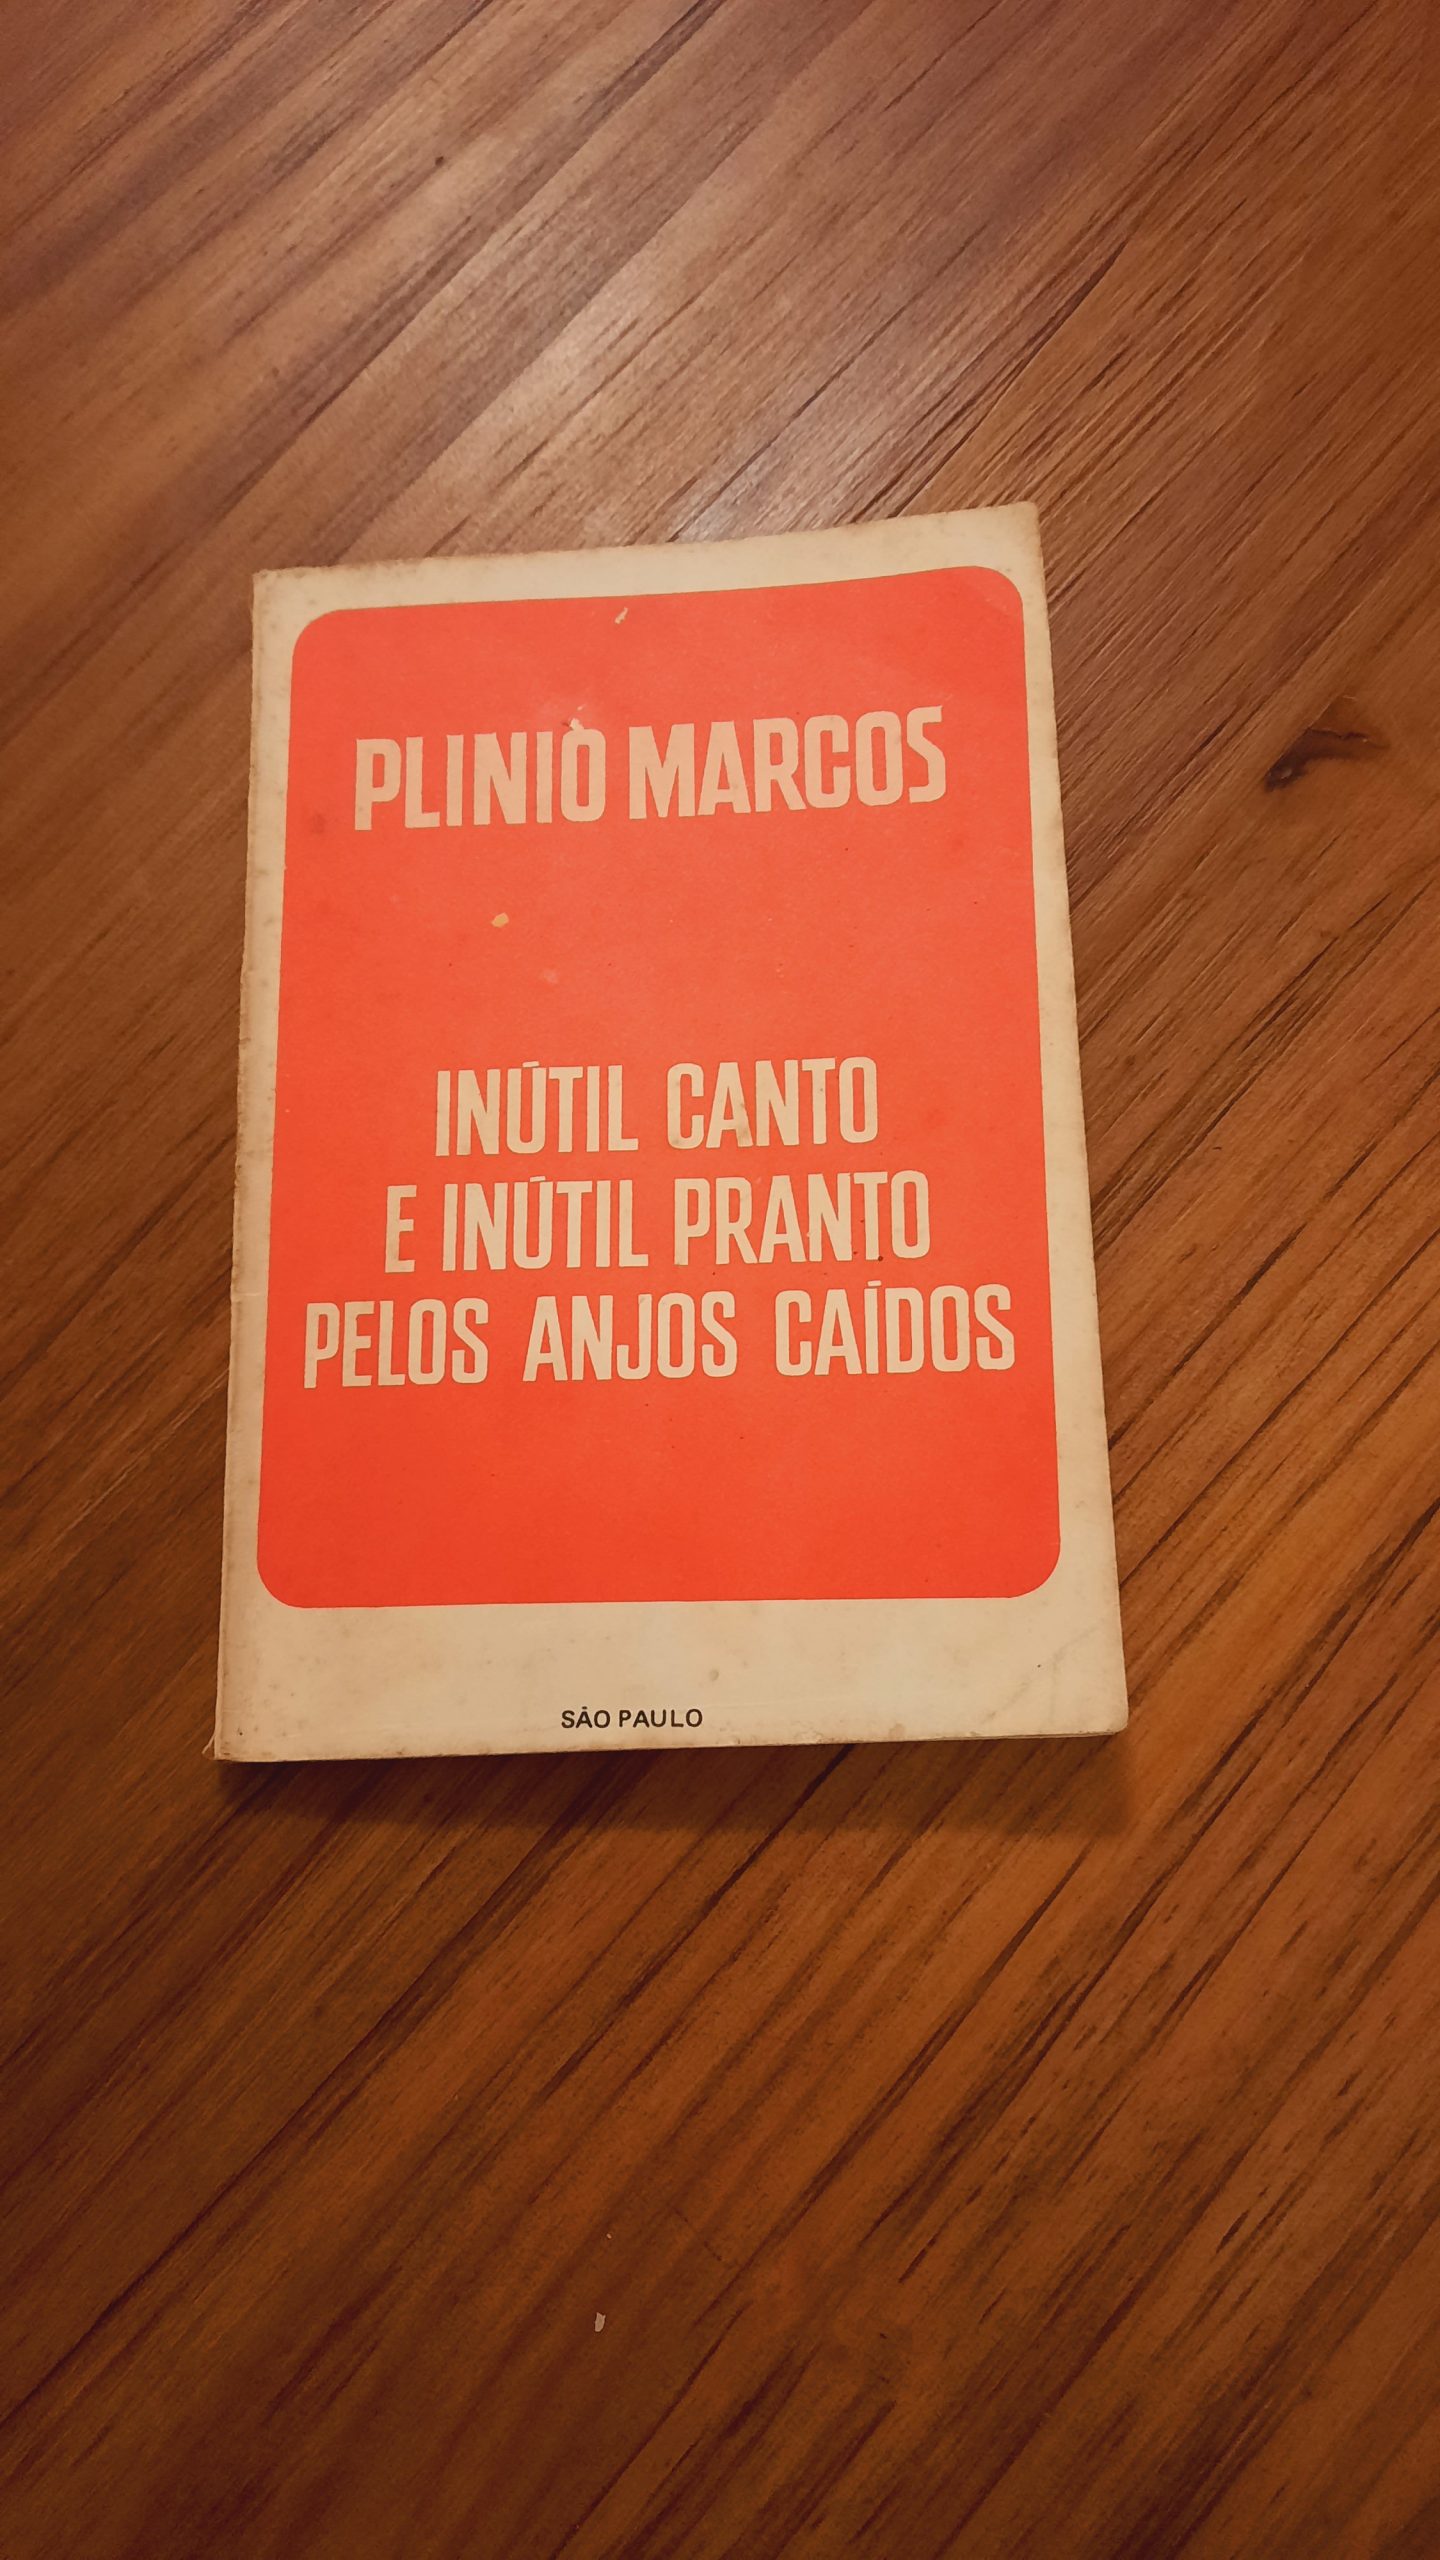 PLINIO MARCOS
INÚTIL CANTO
E INÚTIL PRANTO
PELOS ANJOS CAÍDOS
SÃO PAULO